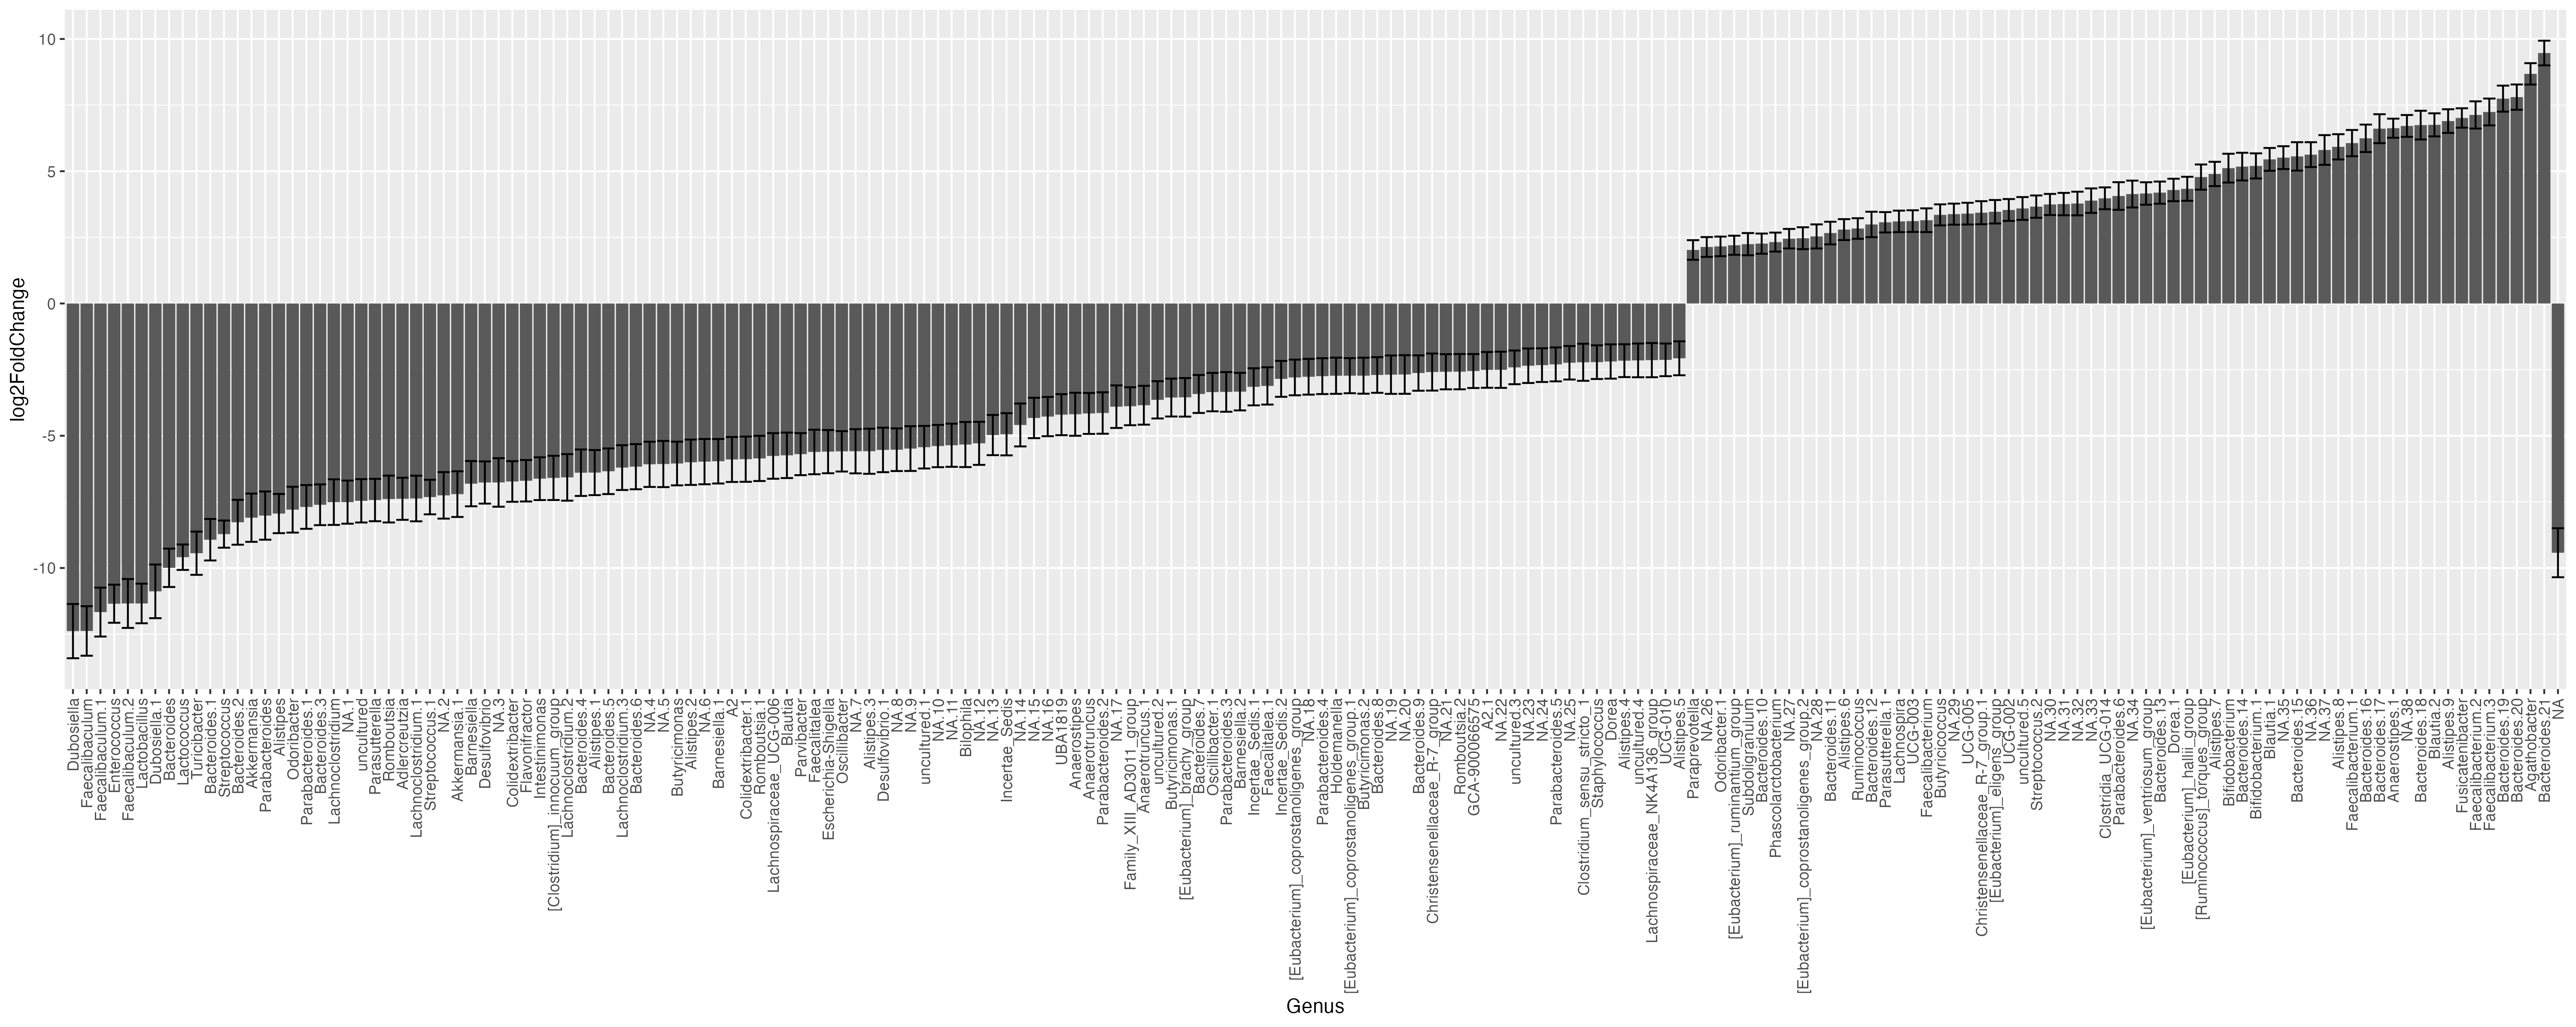 10
5
0
-5
-10
log2FoldChange
Dubosiella
Faecalibaculum
Faecalibaculum.1
Enterococcus
Faecalibaculum.2
Lactobacillus
Dubosiella.1
Bacteroides
Lactococcus
Turicibacter
Bacteroides.1
Streptococcus
Bacteroides.2
Akkermansia
Parabacteroides
Alistipes
Odoribacter
Parabacteroides.1
Bacteroides.3
Lachnoclostridium
NA.1
uncultured
Parasutterella
Romboutsia
Adlercreutzia
Lachnoclostridium.1
Streptococcus.1
NA.2
Akkermansia.1
Barnesiella
Desulfovibrio
NA.3
Colidextribacter
Flavonifractor
Intestinimonas
[Clostridium]_innocuum_group
Lachnoclostridium.2
Bacteroides.4
Alistipes.1
Bacteroides.5
Lachnoclostridium.3
Bacteroides.6
NA.4
NA.5
Butyricimonas
Alistipes.2
NA.6
Barnesiella.1
A2
Colidextribacter.1
Romboutsia.1
Lachnospiraceae_UCG-006
Blautia
Parvibacter
Faecalitalea
Escherichia-Shigella
Oscillibacter
NA.7
Alistipes.3
Desulfovibrio.1
NA.8
NA.9
uncultured.1
NA.10
NA.11
Bilophila
NA.12
NA.13
Incertae_Sedis
NA.14
NA.15
NA.16
UBA1819
Anaerostipes
Anaerotruncus
Parabacteroides.2
NA.17
Family_XIII_AD3011_group
Anaerotruncus.1
uncultured.2
Butyricimonas.1
[Eubacterium]_brachy_group
Bacteroides.7
Oscillibacter.1
Parabacteroides.3
Barnesiella.2
Incertae_Sedis.1
Faecalitalea.1
Incertae_Sedis.2
[Eubacterium]_coprostanoligenes_group
NA.18
Parabacteroides.4
Holdemanella
[Eubacterium]_coprostanoligenes_group.1
Butyricimonas.2
Bacteroides.8
NA.19
NA.20
Bacteroides.9
Christensenellaceae_R-7_group
NA.21
Romboutsia.2
GCA-900066575
A2.1
NA.22
uncultured.3
NA.23
NA.24
Parabacteroides.5
NA.25
Clostridium_sensu_stricto_1
Staphylococcus
Dorea
Alistipes.4
uncultured.4
Lachnospiraceae_NK4A136_group
UCG-010
Alistipes.5
Paraprevotella
NA.26
Odoribacter.1
[Eubacterium]_ruminantium_group
Subdoligranulum
Bacteroides.10
Phascolarctobacterium
NA.27
[Eubacterium]_coprostanoligenes_group.2
NA.28
Bacteroides.11
Alistipes.6
Ruminococcus
Bacteroides.12
Parasutterella.1
Lachnospira
UCG-003
Faecalibacterium
Butyricicoccus
NA.29
UCG-005
Christensenellaceae_R-7_group.1
[Eubacterium]_eligens_group
UCG-002
uncultured.5
Streptococcus.2
NA.30
NA.31
NA.32
NA.33
Clostridia_UCG-014
Parabacteroides.6
NA.34
[Eubacterium]_ventriosum_group
Bacteroides.13
Dorea.1
[Eubacterium]_hallii_group
[Ruminococcus]_torques_group
Alistipes.7
Bifidobacterium
Bacteroides.14
Bifidobacterium.1
Blautia.1
NA.35
Bacteroides.15
NA.36
NA.37
Alistipes.8
Faecalibacterium.1
Bacteroides.16
Bacteroides.17
Anaerostipes.1
NA.38
Bacteroides.18
Blautia.2
Alistipes.9
Fusicatenibacter
Faecalibacterium.2
Faecalibacterium.3
Bacteroides.19
Bacteroides.20
Agathobacter
Bacteroides.21
NA
Genus